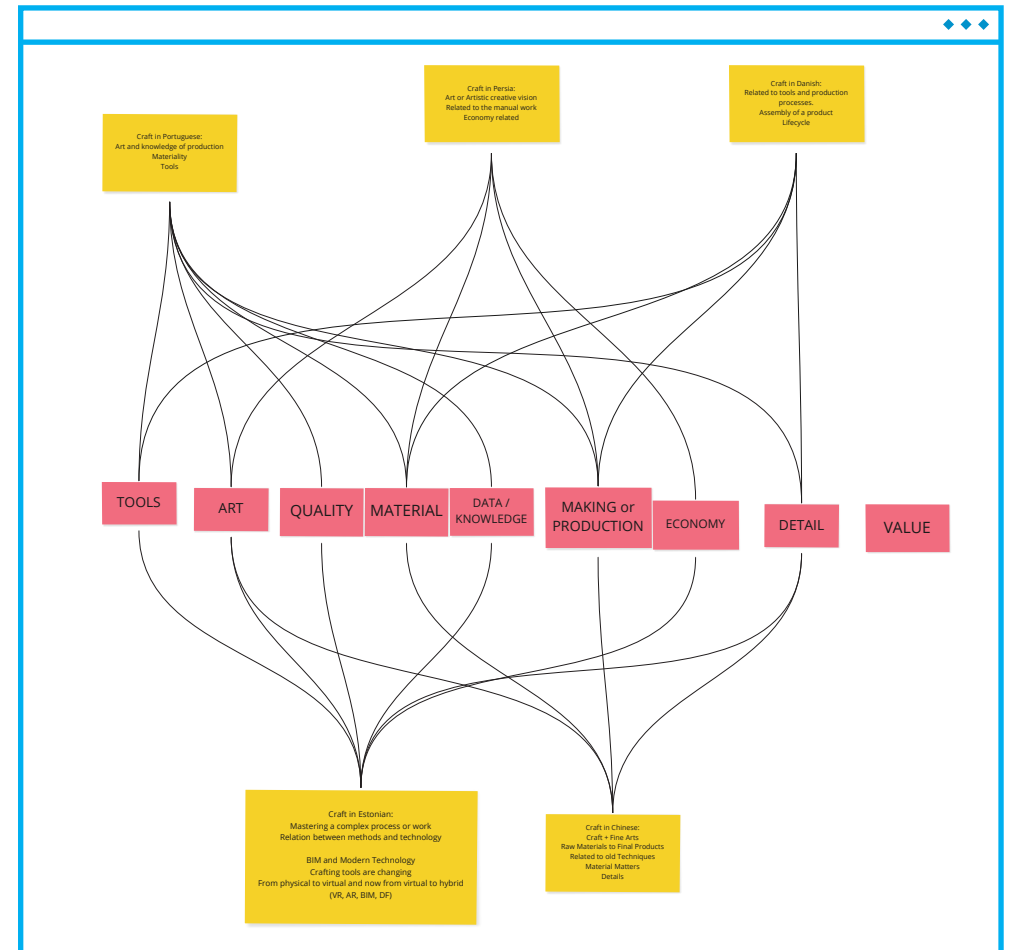 Craft in Portuguese:
Art and knowledge of production
Materiality
Tools
Craft in Persia:
Art or Artistic creative vision
Related to the manual work
Economy related
Craft in Danish:
Related to tools and production
processes.
Assembly of a product
Lifecycle
TOOLS
ART
QUALITY
MATERIAL
DATA /
KNOWLEDGE
MAKING or
PRODUCTION
ECONOMY
DETAIL
VALUE
Craft in Estonian:
Mastering a complex process or work
Relation between methods and technology
BIM and Modern Technology
Crafting tools are changing
From physical to virtual and now from virtual to hybrid
(VR, AR, BIM, DF)
Craft in Chinese:
Craft + Fine Arts
Raw Materials to Final Products
Related to old Techniques
Material Matters
Details